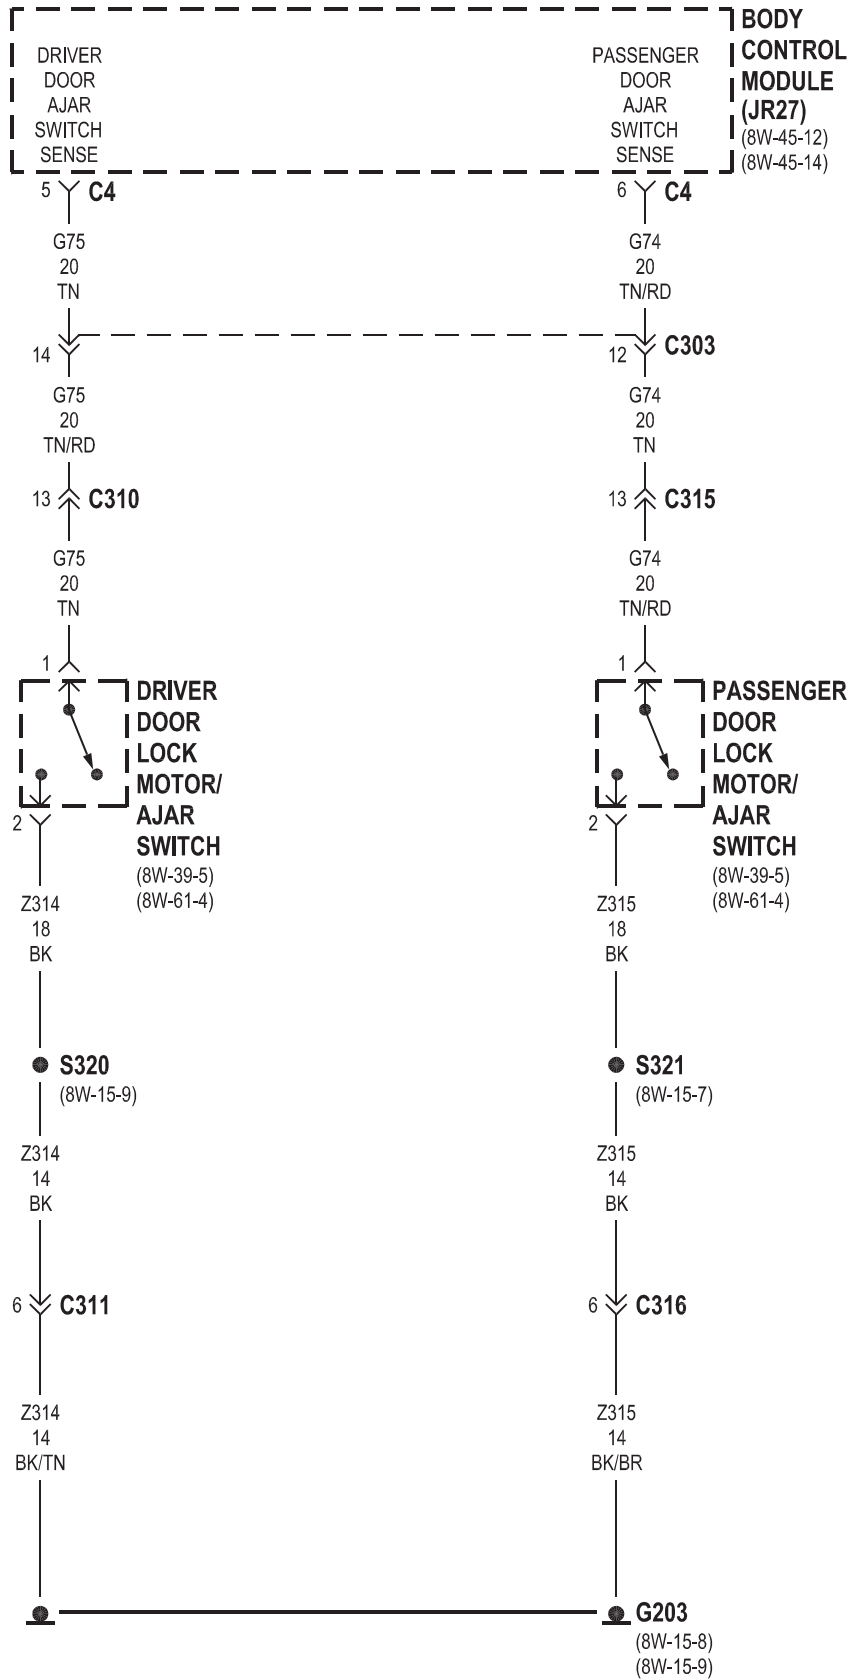 BODY
CONTROL
MODULE
(JR27)
(8W-45-12)
(8W-45-14)
DRIVER
DOOR
AJAR
SWITCH
SENSE
PASSENGER
DOOR
AJAR
SWITCH
SENSE
5 C4
6 C4
G75
20
TN
G74
20
TN/RD
14
12 C303
G75
20
TN/RD
G74
20
TN
13 C310
13 C315
G75
20
TN
G74
20
TN/RD
1
1
DRIVER
DOOR
LOCK
MOTOR/
AJAR
SWITCH
(8W-39-5)
(8W-61-4)
PASSENGER
DOOR
LOCK
MOTOR/
AJAR
SWITCH
(8W-39-5)
(8W-61-4)
2
2
Z314
18
BK
Z315
18
BK
S320
(8W-15-9)
S321
(8W-15-7)
Z314
14
BK
Z315
14
BK
6 C311
6 C316
Z314
14
BK/TN
Z315
14
BK/BR
G203
(8W-15-8)
(8W-15-9)